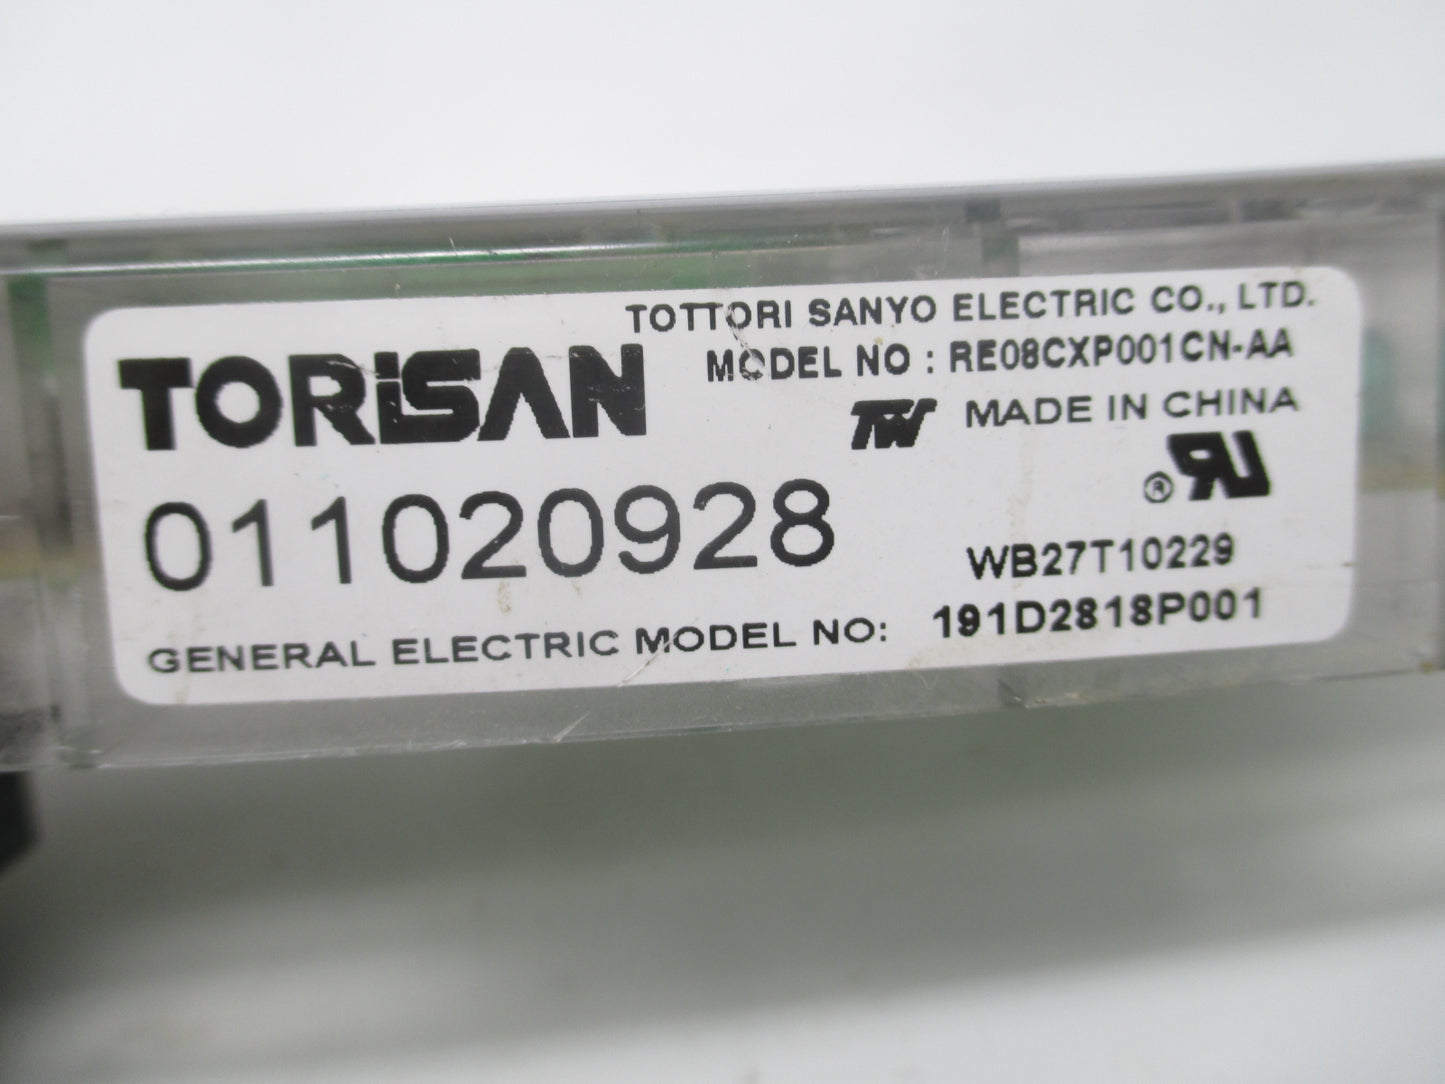 TOTTORI SANYO ELECTRIC CO., LTD.
TORiSAN
MODEL NO : RE08CXP001CN-AA
MADE IN CHINA
® RU
011020928
WB27T10229
GENERAL ELECTRIC MODEL NO: 191D2818P001